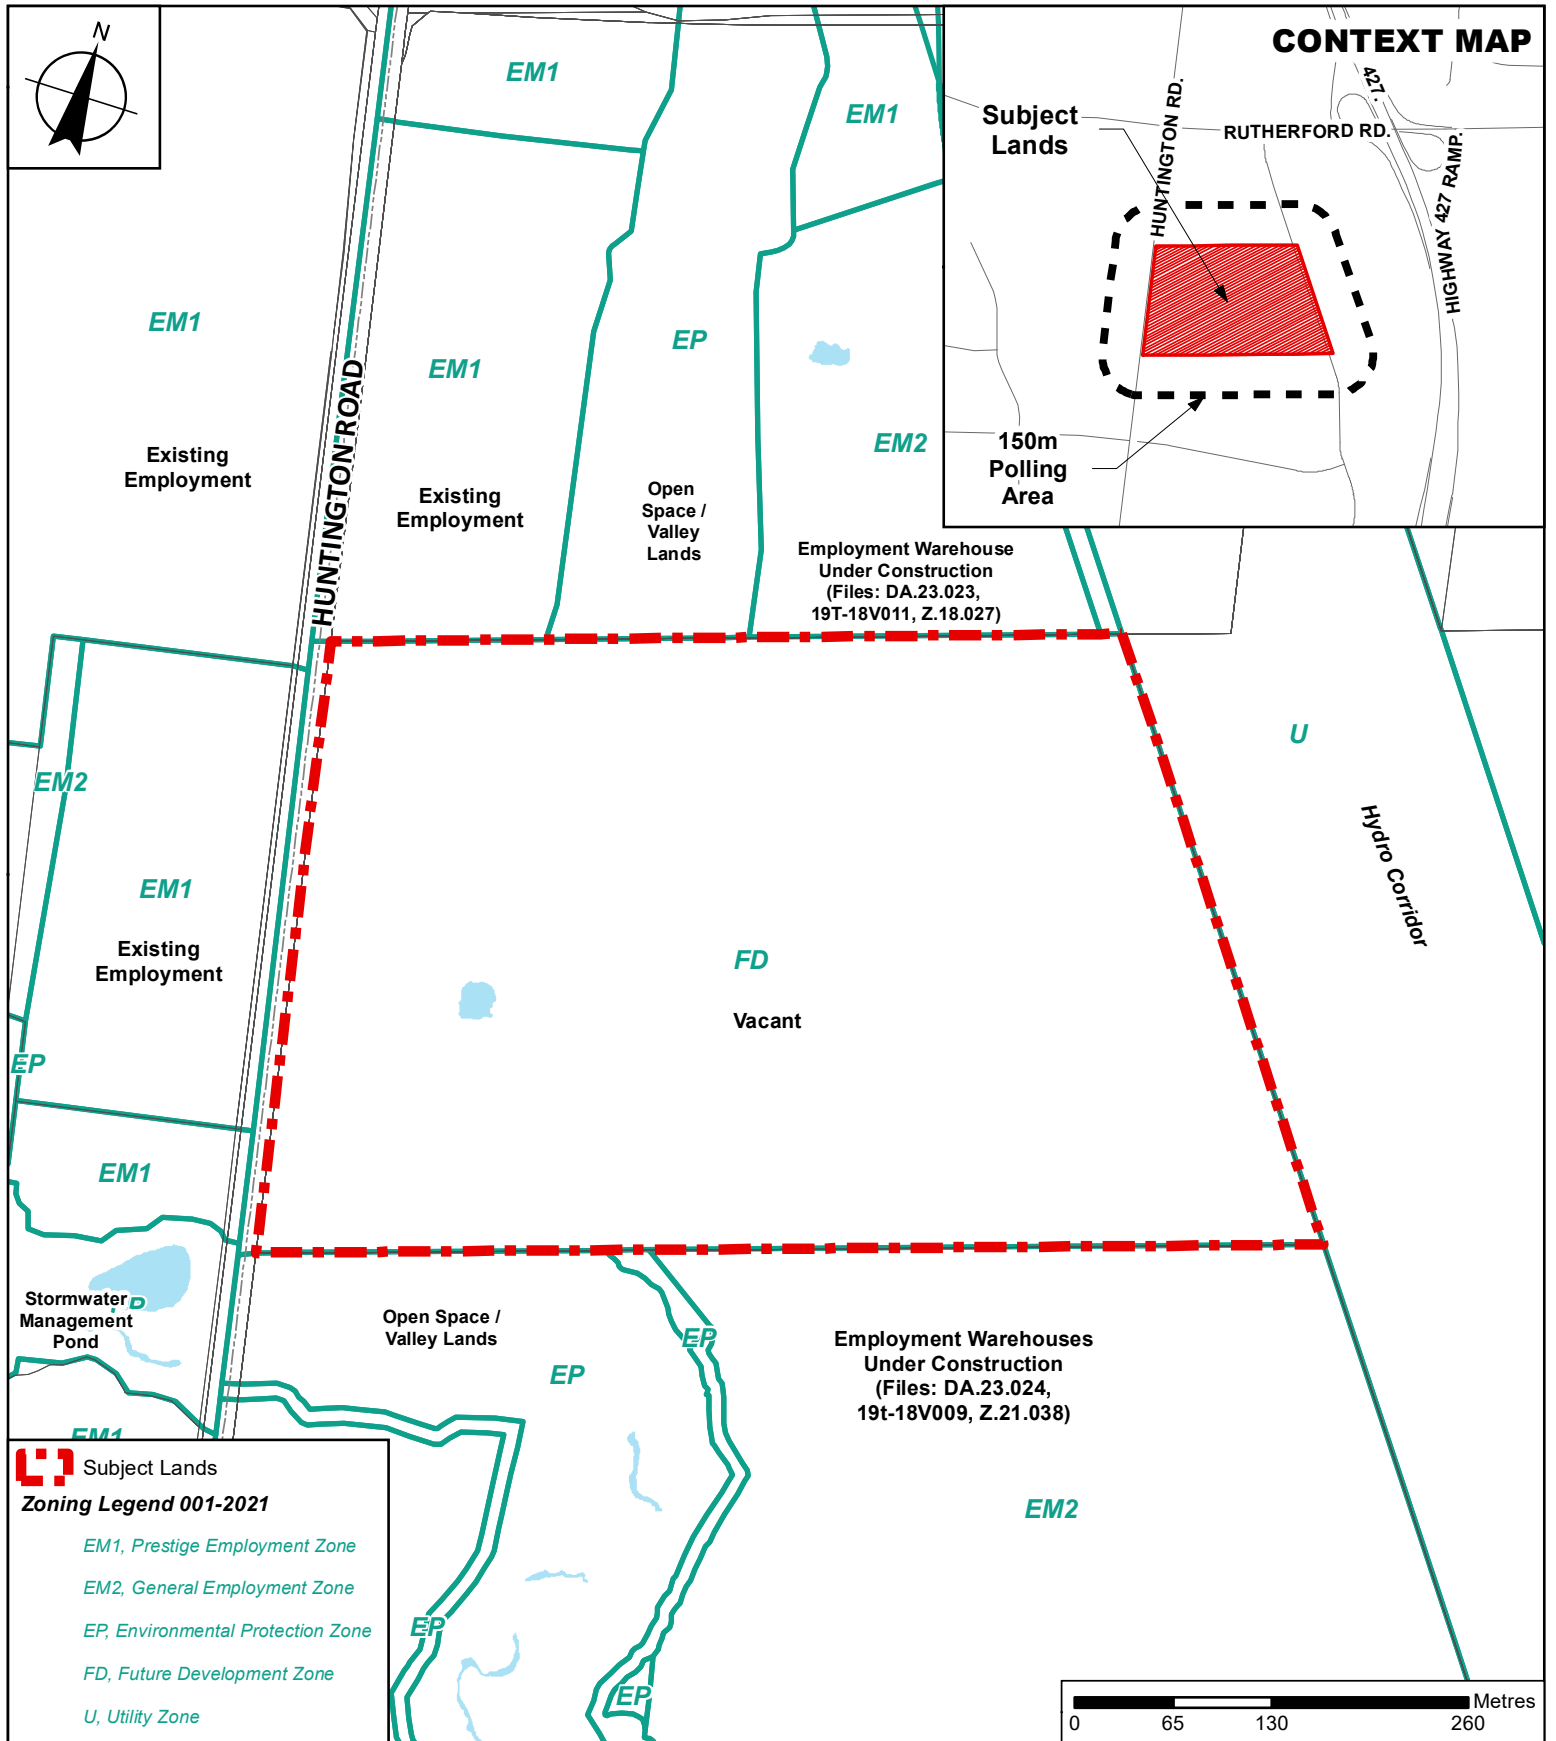 N
CONTEXT MAP
Subject
Lands
HUNTINGTON RD.
RUTHERFORD RD.
427.
HIGHWAY 427 RAMP.
150m
Polling
Area
EM1
EM1
EM1
EM1
EP
EM2
Existing
Employment
Existing
Employment
HUNTINGTON ROAD
Open
Space /
Valley
Lands
Employment Warehouse
Under Construction
(Files: DA.23.023,
19T-18V011, Z.18.027)
U
Hydro Corridor
EM2
EM1
Existing
Employment
EP
EM1
FD
Vacant
Stormwater
Management
Pond
Open Space /
Valley Lands
EP
EP
Employment Warehouses
Under Construction
(Files: DA.23.024,
19t-18V009, Z.21.038)
EM1
EM2
EP
EP
Subject Lands
Zoning Legend 001-2021
EM1, Prestige Employment Zone
EM2, General Employment Zone
EP, Environmental Protection Zone
FD, Future Development Zone
U, Utility Zone
Metres
0 65 130 260